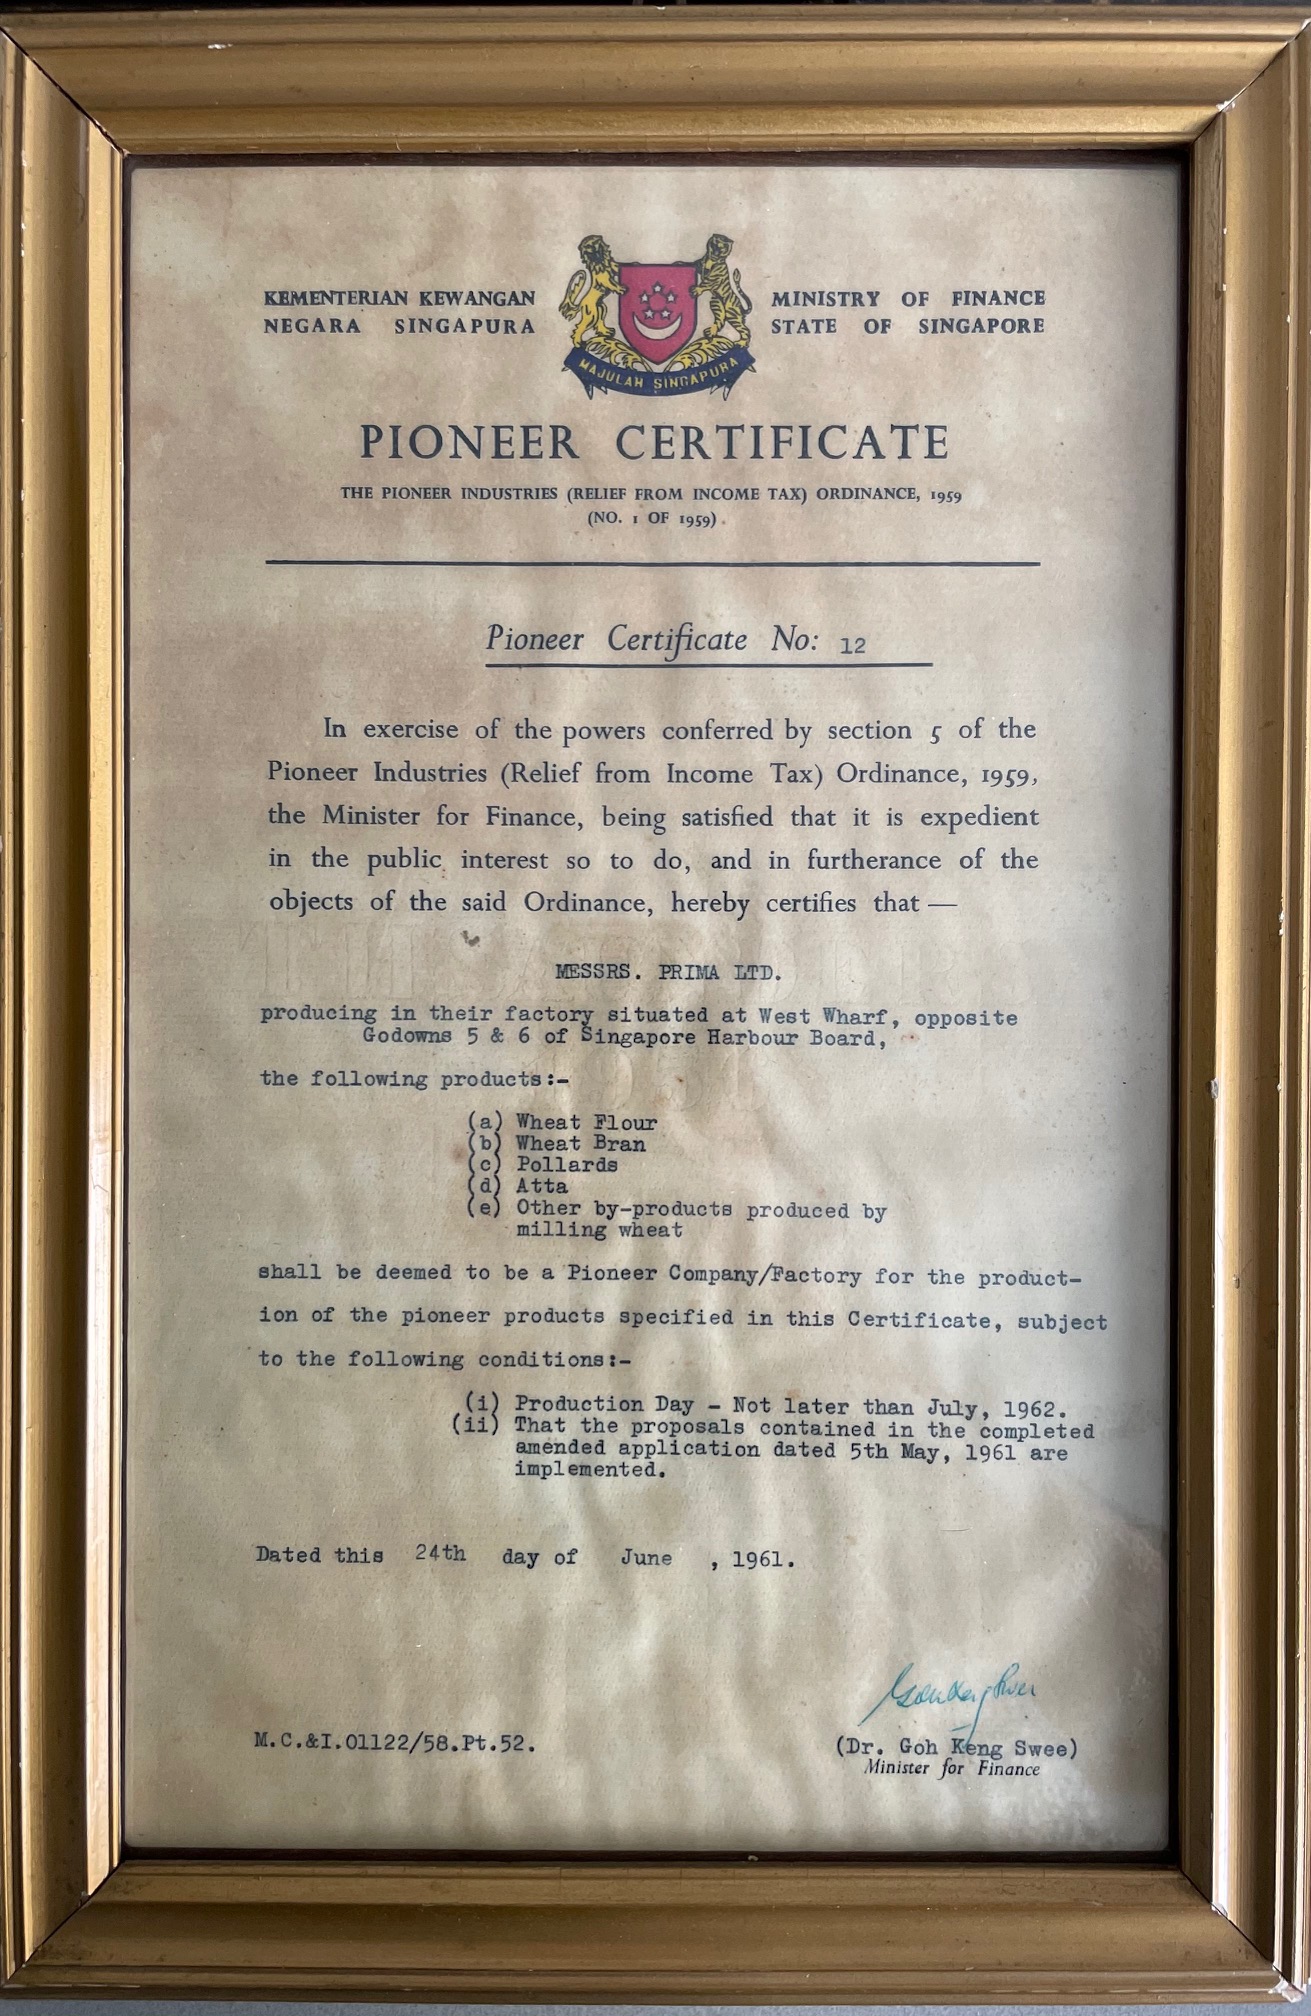 KEMENTERIAN KEWANGAN
NEGARA SINGAPURA
MINISTRY OF FINANCE
STATE OF SINGAPORE
MAJULAH SINGAPURA
PIONEER CERTIFICATE
THE PIONEER INDUSTRIES (RELIEF FROM INCOME TAX) ORDINANCE, 1959
(NO. 1 OF 1959)
Pioneer Certificate No: 12
In exercise of the powers conferred by section 5 of the
Pioneer Industries (Relief from Income Tax) Ordinance, 1959,
the Minister for Finance, being satisfied that it is expedient
in the public interest so to do, and in furtherance of the
objects of the said Ordinance, hereby certifies that —
MESSRS. PRIMA LTD.
producing in their factory situated at West Wharf, opposite
Godowns 5 & 6 of Singapore Harbour Board,
the following products:-
(a) Wheat Flour
(b) Wheat Bran
(c) Pollards
(d) Atta
(e) Other by-products produced by
milling wheat
shall be deemed to be a Pioneer Company/Factory for the product-
ion of the pioneer products specified in this Certificate, subject
to the following conditions:-
(i) Production Day - Not later than July, 1962.
(ii) That the proposals contained in the completed
amended application dated 5th May, 1961 are
implemented.
Dated this 24th day of June , 1961.
Goh Keng Swee
M.C.&I.01122/58.Pt.52.
(Dr. Goh Keng Swee)
Minister for Finance